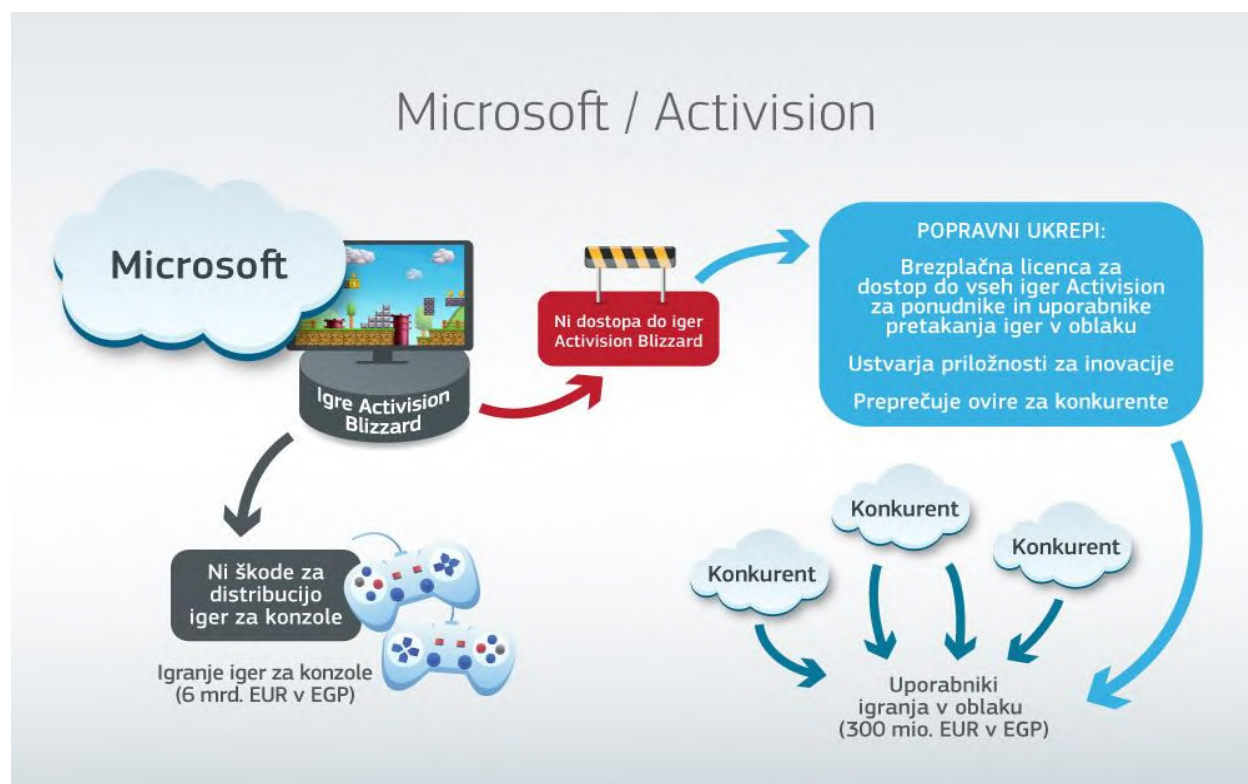 Microsoft / Activision
Microsoft
Igre Activision
Blizzard
Ni dostopa do iger
Activision Blizzard
POPRAVNI UKREPI:
Brezplačna licenca za
dostop do vseh iger Activision
za ponudnike in uporabnike
pretakanja iger v oblaku
Ustvarja priložnosti za inovacije
Preprečuje ovire za konkurente
Ni škode za
distribucijo
iger za konzole
Igranje iger za konzole
(6 mrd. EUR v EGP)
Konkurent
Konkurent
Konkurent
Uporabniki
igranja v oblaku
(300 mio. EUR v EGP)